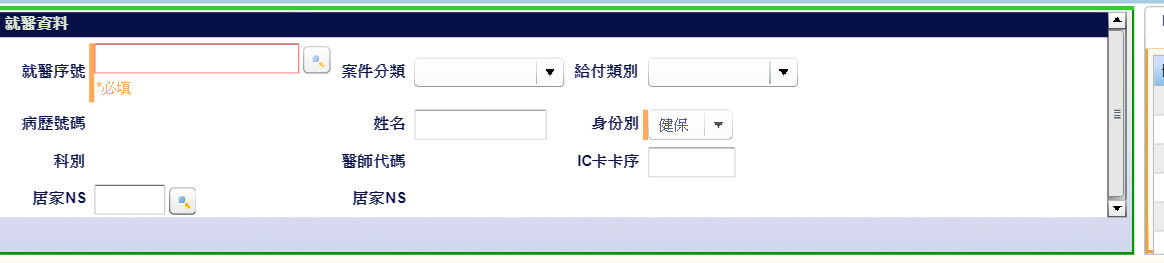 就醫資料
就醫序號 案件分類 給付類別
*必填
病歷號碼 姓名 身份別 健保
科別 醫師代碼 IC卡卡序
居家NS 居家NS